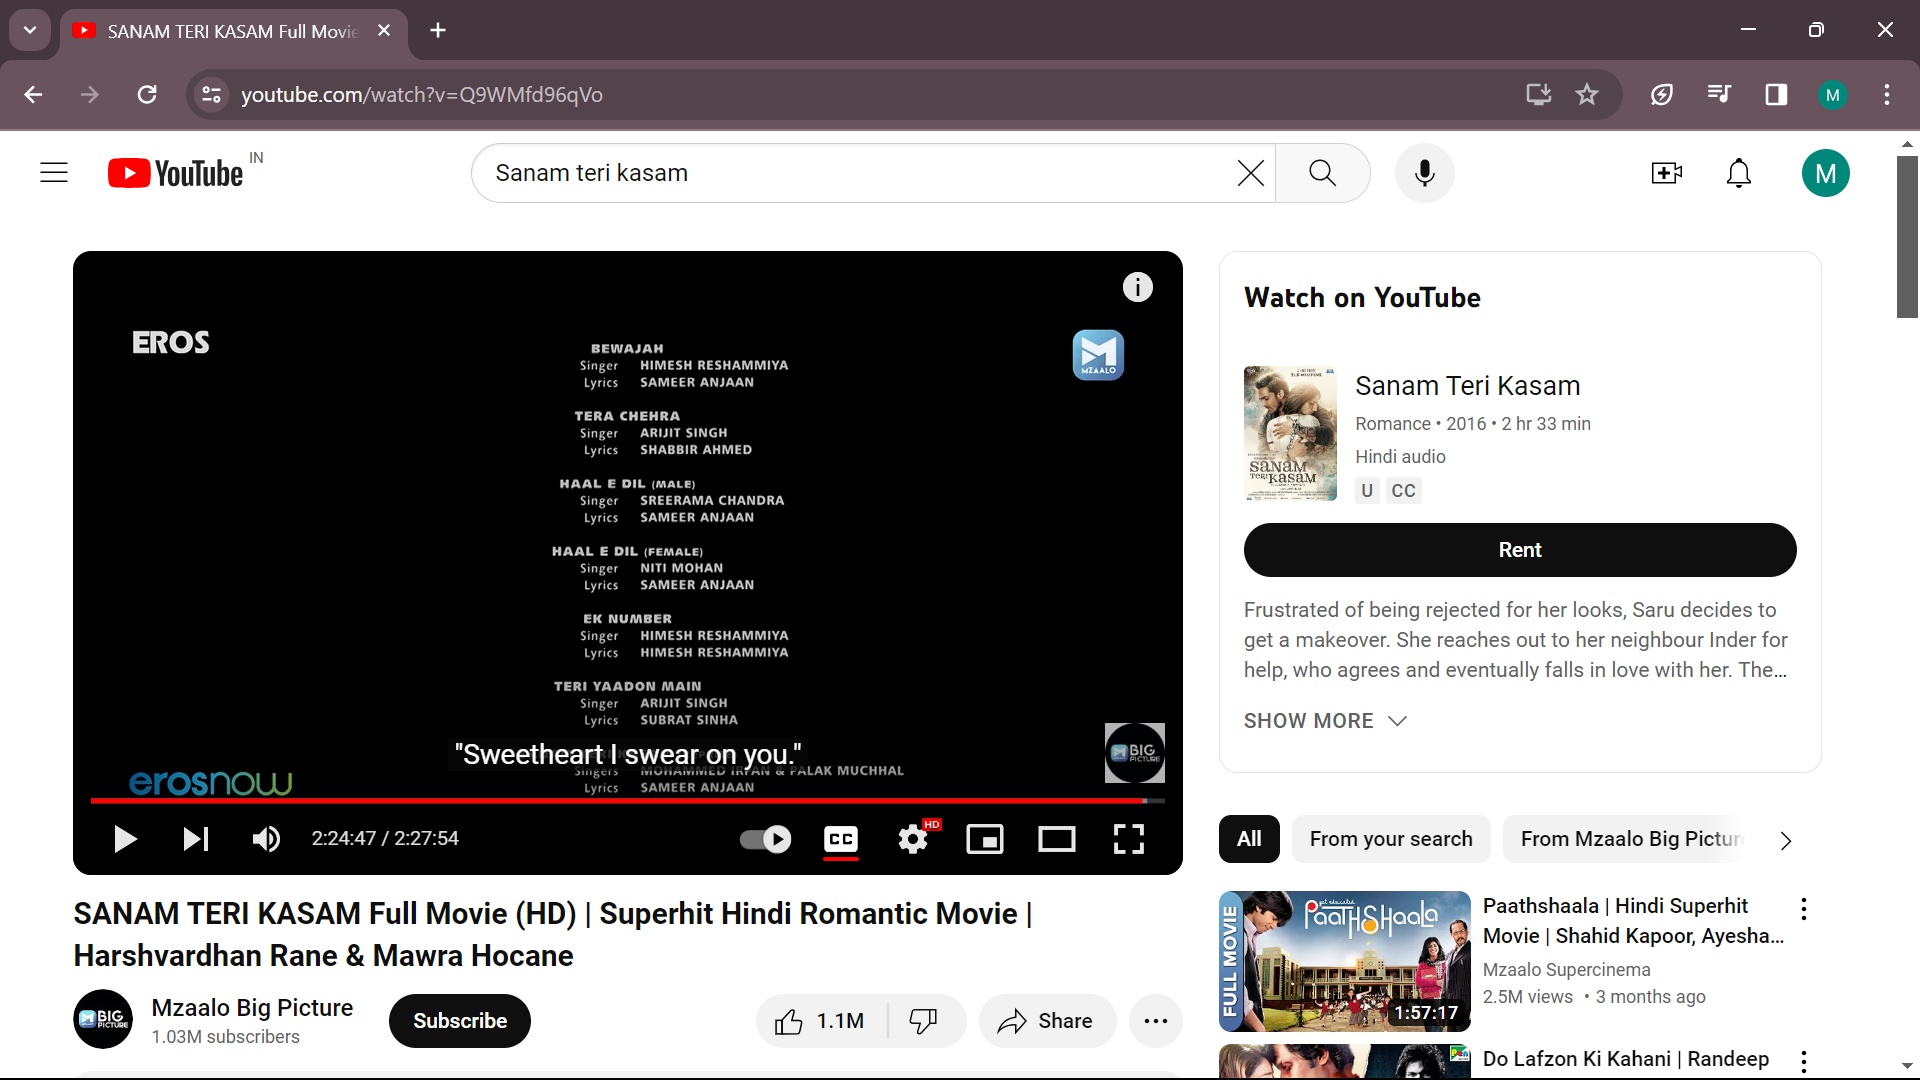 SANAM TERI KASAM Full Movie
youtube.com/watch?v=Q9WMfd96qVo
M
YouTube IN
Sanam teri kasam
M
EROS
MZAALO
BEWAJAH
Singer HIMESH RESHAMMIYA
Lyrics SAMEER ANJAAN
TERA CHEHRA
Singer ARIJIT SINGH
Lyrics SHABBIR AHMED
HAAL E DIL (MALE)
Singer SREERAMA CHANDRA
Lyrics SAMEER ANJAAN
HAAL E DIL (FEMALE)
Singer NITI MOHAN
Lyrics SAMEER ANJAAN
EK NUMBER
Singer HIMESH RESHAMMIYA
Lyrics HIMESH RESHAMMIYA
TERI YAADON MAIN
Singer ARIJIT SINGH
Lyrics SUBRAT SINHA
"Sweetheart I swear on you."
Singers MOHAMMED IRFAN & PALAK MUCHHAL
Lyrics SAMEER ANJAAN
erosnow
BIG PICTURE
2:24:47 / 2:27:54
CC
HD
SANAM TERI KASAM Full Movie (HD) | Superhit Hindi Romantic Movie |
Harshvardhan Rane & Mawra Hocane
BIG PICTURE
Mzaalo Big Picture
1.03M subscribers
Subscribe
1.1M
Share
Watch on YouTube
SANAM
TERI KASAM
Sanam Teri Kasam
Romance • 2016 • 2 hr 33 min
Hindi audio
U CC
Rent
Frustrated of being rejected for her looks, Saru decides to
get a makeover. She reaches out to her neighbour Inder for
help, who agrees and eventually falls in love with her. The...
SHOW MORE
All
From your search
From Mzaalo Big Pictur
FULL MOVIE
get educated
PAATHSHAALA
1:57:17
Paathshaala | Hindi Superhit
Movie | Shahid Kapoor, Ayesha...
Mzaalo Supercinema
2.5M views • 3 months ago
Pen
Do Lafzon Ki Kahani | Randeep